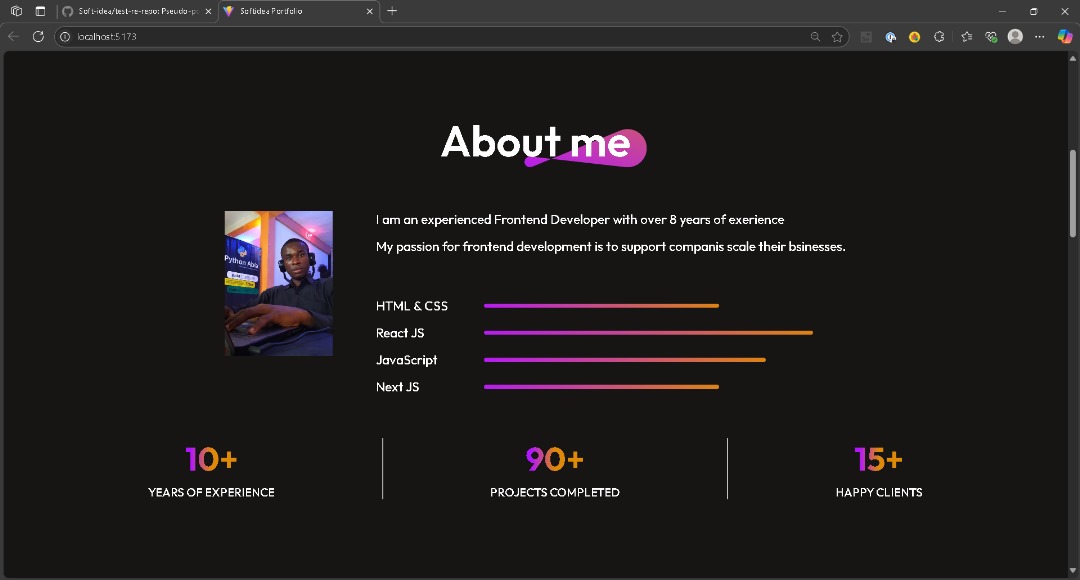 Soft-idea/test-re-repo: Pseudo-po
Softidea Portfolio
localhost:5173
About me
I am an experienced Frontend Developer with over 8 years of exerience
My passion for frontend development is to support companis scale their bsinesses.
Python Abia
HTML & CSS
React JS
JavaScript
Next JS
10+
90+
15+
YEARS OF EXPERIENCE
PROJECTS COMPLETED
HAPPY CLIENTS